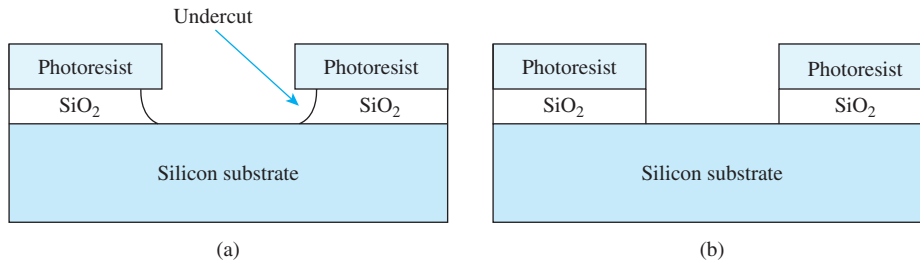 Undercut
Photoresist
Photoresist
SiO₂
SiO₂
Silicon substrate
(a)
Photoresist
Photoresist
SiO₂
SiO₂
Silicon substrate
(b)